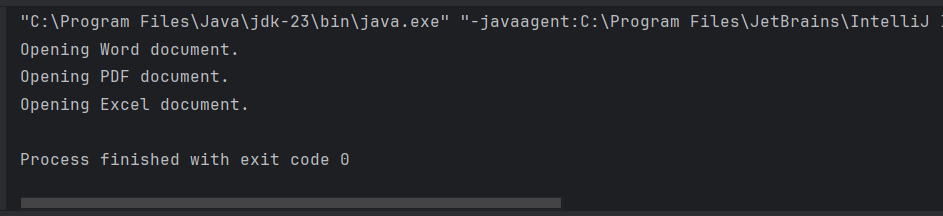 "C:\Program Files\Java\jdk-23\bin\java.exe" "-javaagent:C:\Program Files\JetBrains\IntelliJ
Opening Word document.
Opening PDF document.
Opening Excel document.
Process finished with exit code 0